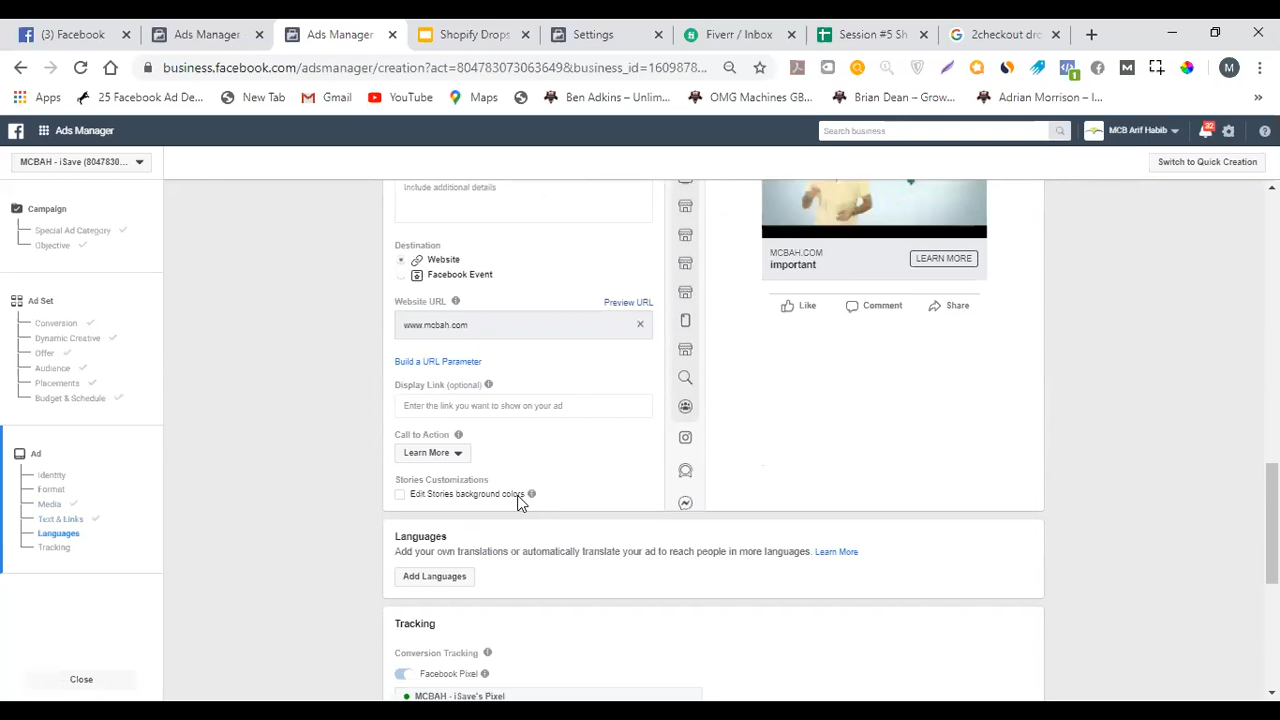 (3) Facebook
Ads Manager
Ads Manager
Shopify Drops
Settings
Fiverr / Inbox
Session #5 Sh
2checkout dro
business.facebook.com/adsmanager/creation?act=804783073063649&business_id=1609878...
M
Apps
25 Facebook Ad De...
New Tab
Gmail
YouTube
Maps
Ben Adkins – Unlim...
OMG Machines GB...
Brian Dean – Grow...
Adrian Morrison – I...
Ads Manager
Search business
MCB Arif Habib
32
MCBAH - iSave (8047830...
Switch to Quick Creation
Campaign
Special Ad Category
Objective
Ad Set
Conversion
Dynamic Creative
Offer
Audience
Placements
Budget & Schedule
Ad
Identity
Format
Media
Text & Links
Languages
Tracking
Close
Include additional details
Destination
Website
Facebook Event
Website URL
Preview URL
www.mcbah.com
Build a URL Parameter
Display Link (optional)
Enter the link you want to show on your ad
Call to Action
Learn More
Stories Customizations
Edit Stories background colors
MCBAH.COM
important
LEARN MORE
Like
Comment
Share
Languages
Add your own translations or automatically translate your ad to reach people in more languages. Learn More
Add Languages
Tracking
Conversion Tracking
Facebook Pixel
MCBAH - iSave's Pixel